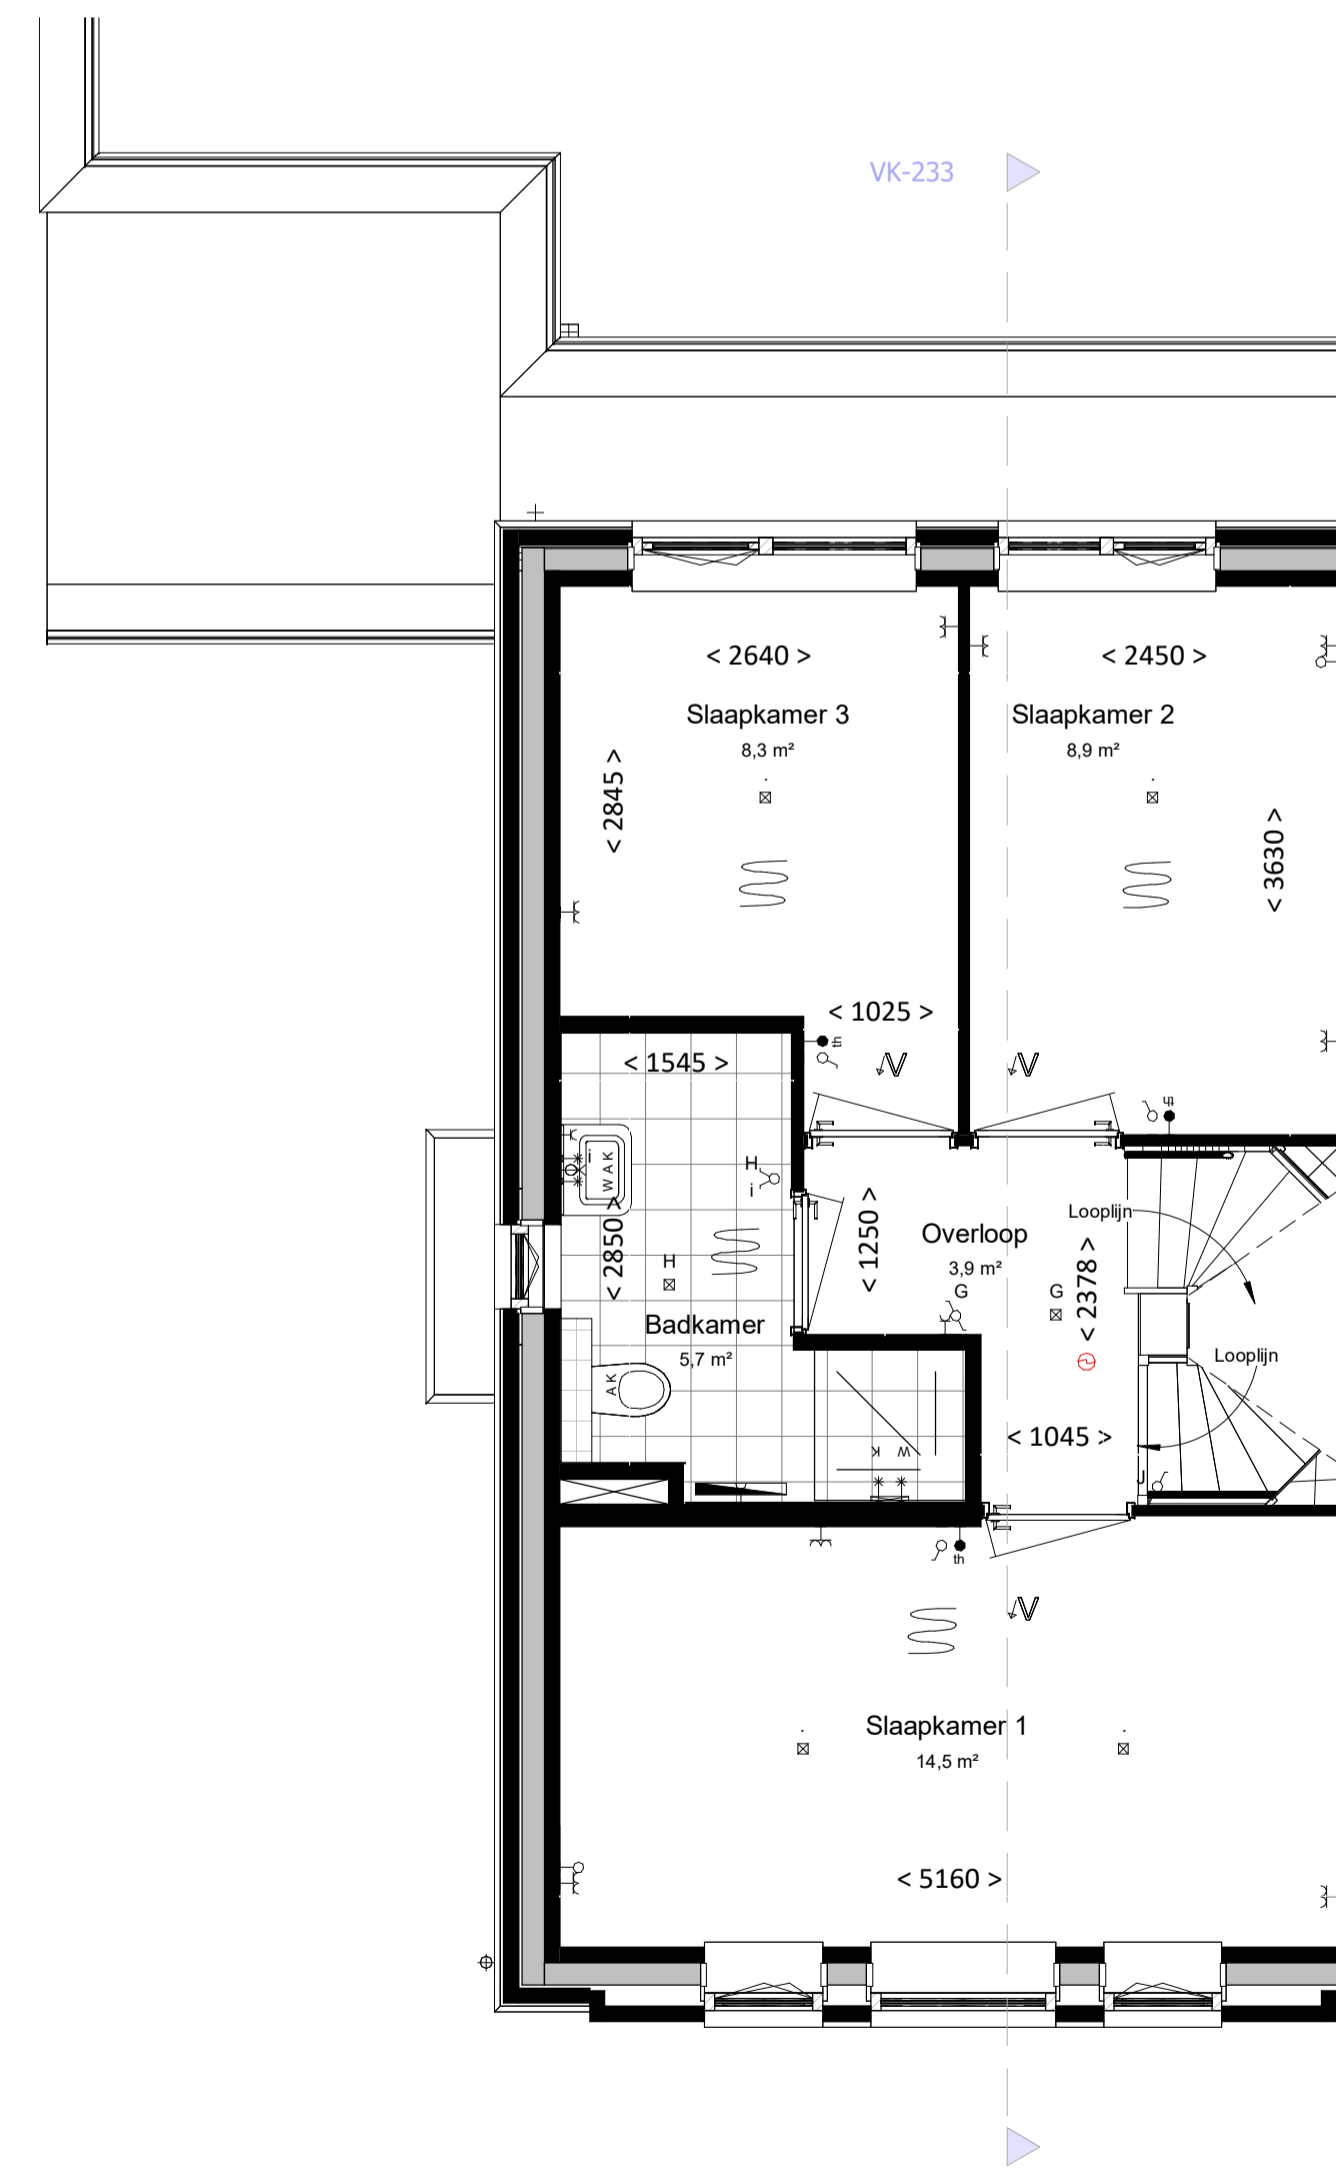 VK-233
< 2640 >
< 2450 >
Slaapkamer 3
8,3 m²
Slaapkamer 2
8,9 m²
< 2845 >
< 3630 >
< 1025 >
th
V
V
th
< 1545 >
WAK
i
H
i
< 2850 >
H
Badkamer
5,7 m²
AK
K
W
< 1250 >
Overloop
3,9 m²
G
G
< 2378 >
Looplijn
Looplijn
< 1045 >
J
th
V
Slaapkamer 1
14,5 m²
< 5160 >